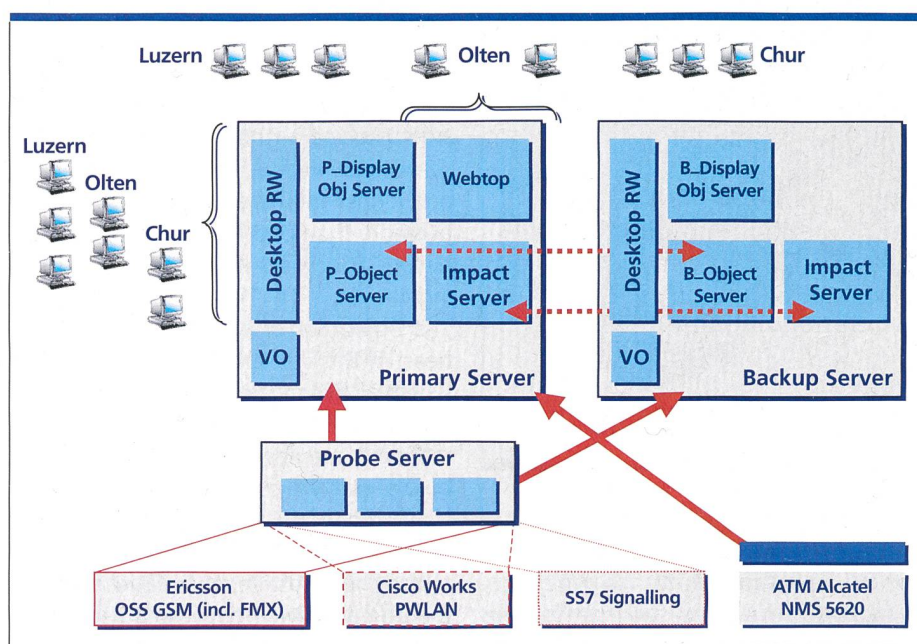 Luzern
Olten
Chur
Luzern
Olten
Chur
Desktop RW
P_Display
Obj Server
Webtop
P_Object
Server
Impact
Server
VO
Primary Server
Desktop RW
B_Display
Obj Server
B_Object
Server
Impact
Server
VO
Backup Server
Probe Server
Ericsson
OSS GSM (incl. FMX)
Cisco Works
PWLAN
SS7 Signalling
ATM Alcatel
NMS 5620